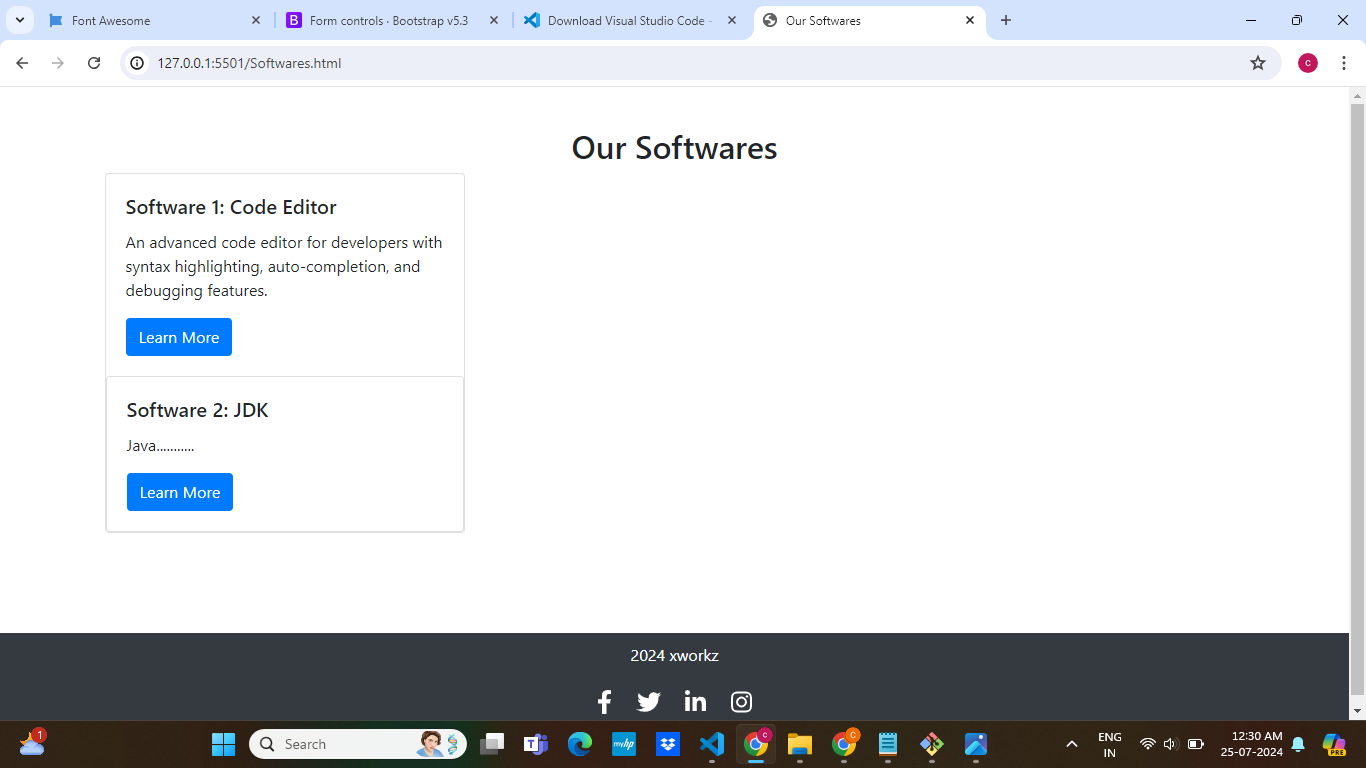 Font Awesome
Form controls · Bootstrap v5.3
Download Visual Studio Code -
Our Softwares
127.0.0.1:5501/Softwares.html
c
Our Softwares
Software 1: Code Editor
An advanced code editor for developers with
syntax highlighting, auto-completion, and
debugging features.
Learn More
Software 2: JDK
Java...........
Learn More
2024 xworkz
1
Search
ENG
IN
12:30 AM
25-07-2024
PRE